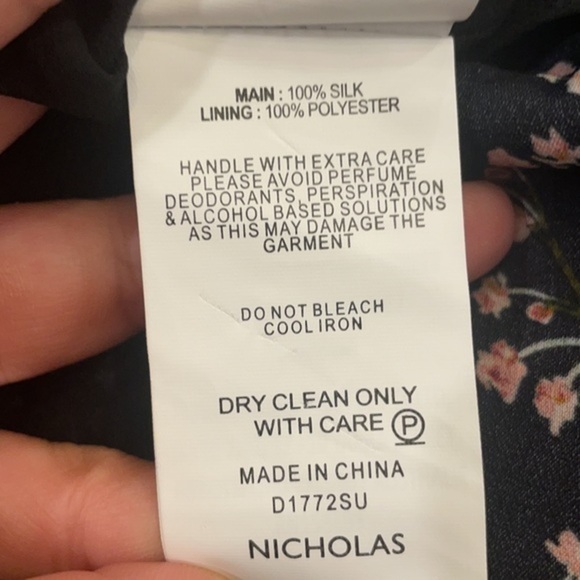 MAIN : 100% SILK
LINING : 100% POLYESTER
HANDLE WITH EXTRA CARE
PLEASE AVOID PERFUME
DEODORANTS, PERSPIRATION
& ALCOHOL BASED SOLUTIONS
AS THIS MAY DAMAGE THE
GARMENT
DO NOT BLEACH
COOL IRON
DRY CLEAN ONLY
WITH CARE P
MADE IN CHINA
D1772SU
NICHOLAS